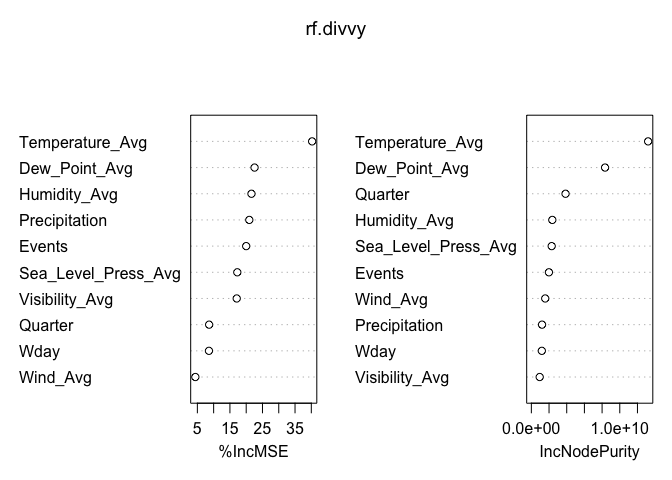 rf.divvy
Temperature_Avg
Dew_Point_Avg
Humidity_Avg
Precipitation
Events
Sea_Level_Press_Avg
Visibility_Avg
Quarter
Wday
Wind_Avg
5 15 25 35
%IncMSE
Temperature_Avg
Dew_Point_Avg
Quarter
Humidity_Avg
Sea_Level_Press_Avg
Events
Wind_Avg
Precipitation
Wday
Visibility_Avg
0.0e+00 1.0e+10
IncNodePurity